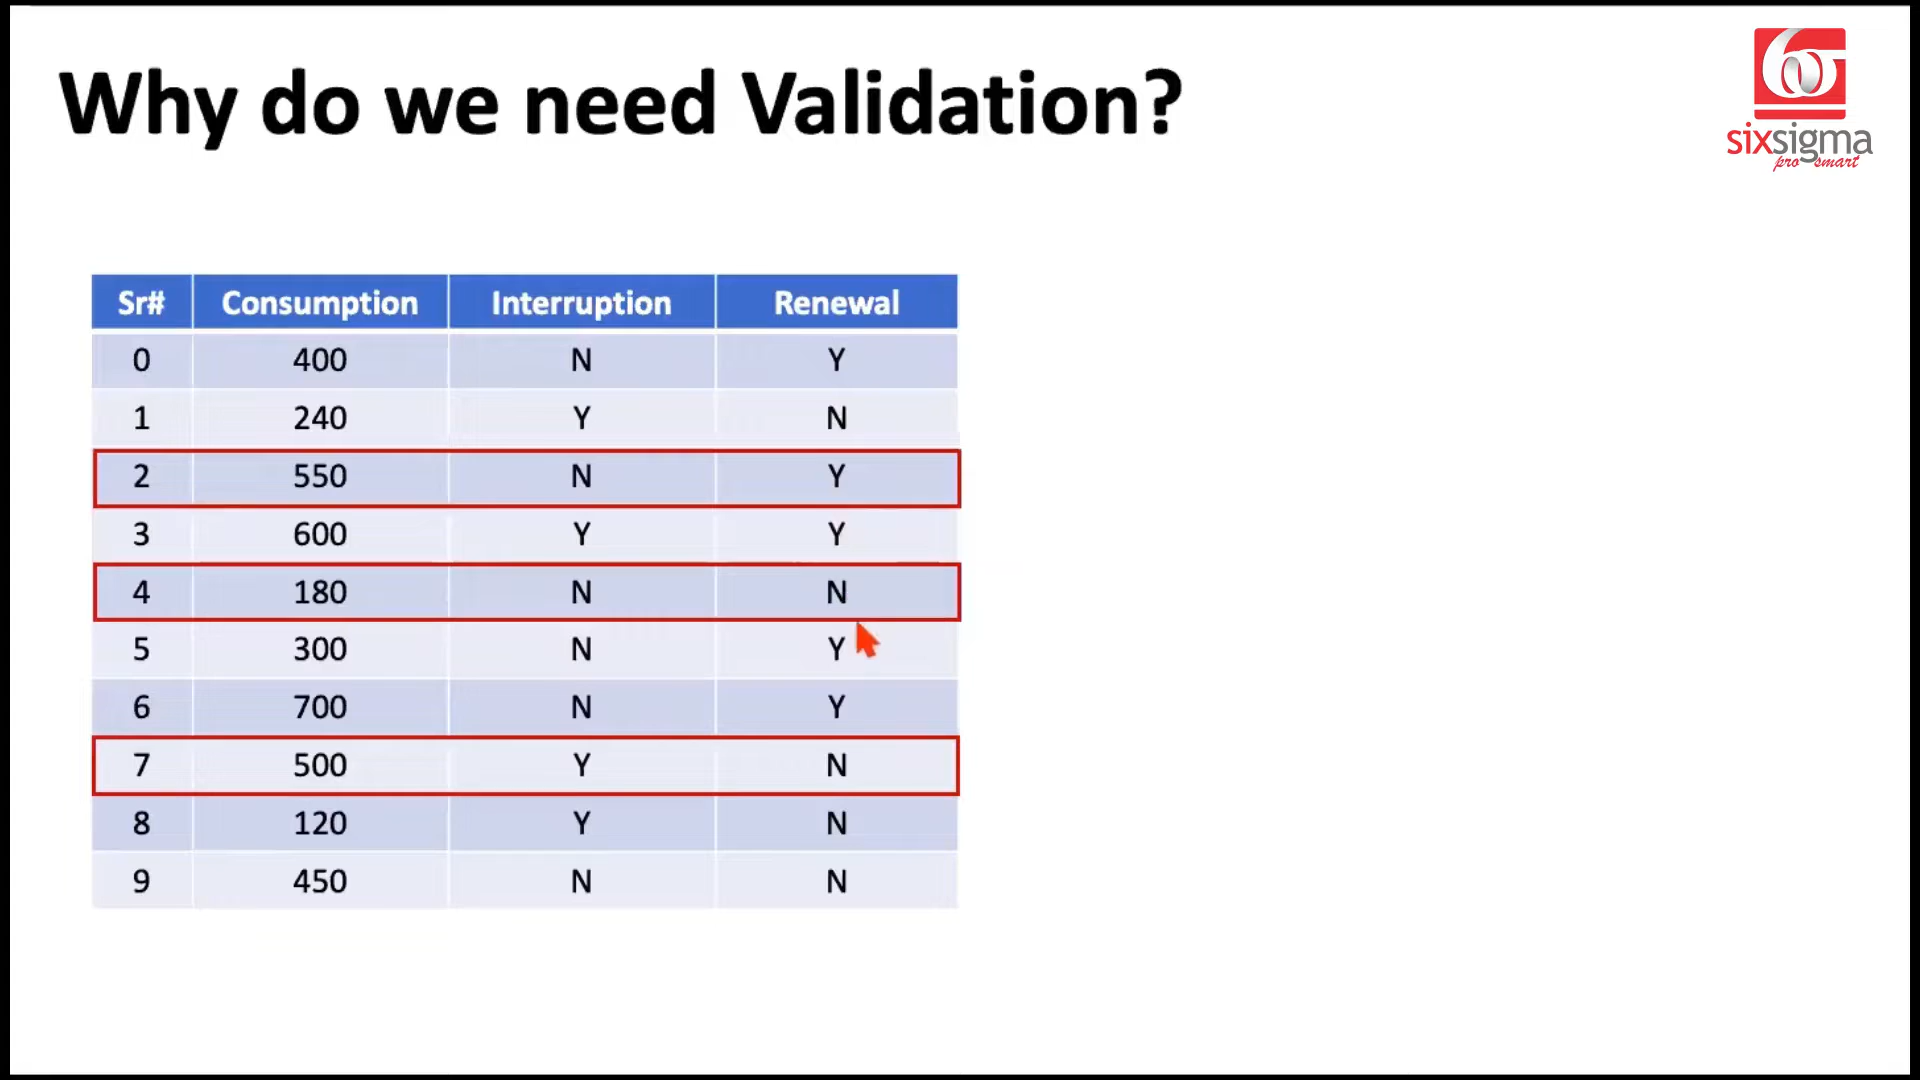 Why do we need Validation?
sixsigma
pro smart
Sr# Consumption Interruption Renewal
0 400 N Y
1 240 Y N
2 550 N Y
3 600 Y Y
4 180 N N
5 300 N Y
6 700 N Y
7 500 Y N
8 120 Y N
9 450 N N